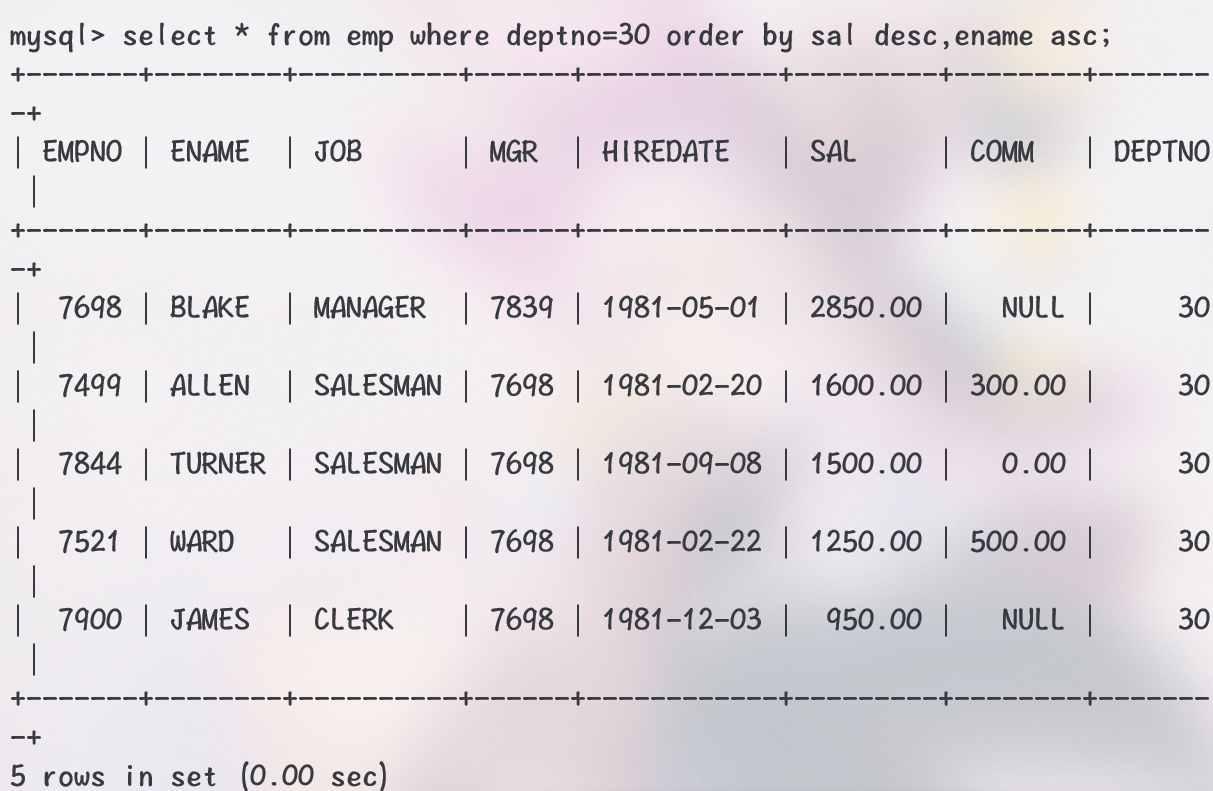 mysql> select * from emp where deptno=30 order by sal desc,ename asc;
+-------+--------+----------+------+------------+---------+--------+-------
-+
| EMPNO | ENAME  | JOB      | MGR  | HIREDATE   | SAL     | COMM   | DEPTNO
 |
+-------+--------+----------+------+------------+---------+--------+-------
-+
|  7698 | BLAKE  | MANAGER  | 7839 | 1981-05-01 | 2850.00 |   NULL |     30
 |
|  7499 | ALLEN  | SALESMAN | 7698 | 1981-02-20 | 1600.00 | 300.00 |     30
 |
|  7844 | TURNER | SALESMAN | 7698 | 1981-09-08 | 1500.00 |   0.00 |     30
 |
|  7521 | WARD   | SALESMAN | 7698 | 1981-02-22 | 1250.00 | 500.00 |     30
 |
|  7900 | JAMES  | CLERK    | 7698 | 1981-12-03 |  950.00 |   NULL |     30
 |
+-------+--------+----------+------+------------+---------+--------+-------
-+
5 rows in set (0.00 sec)